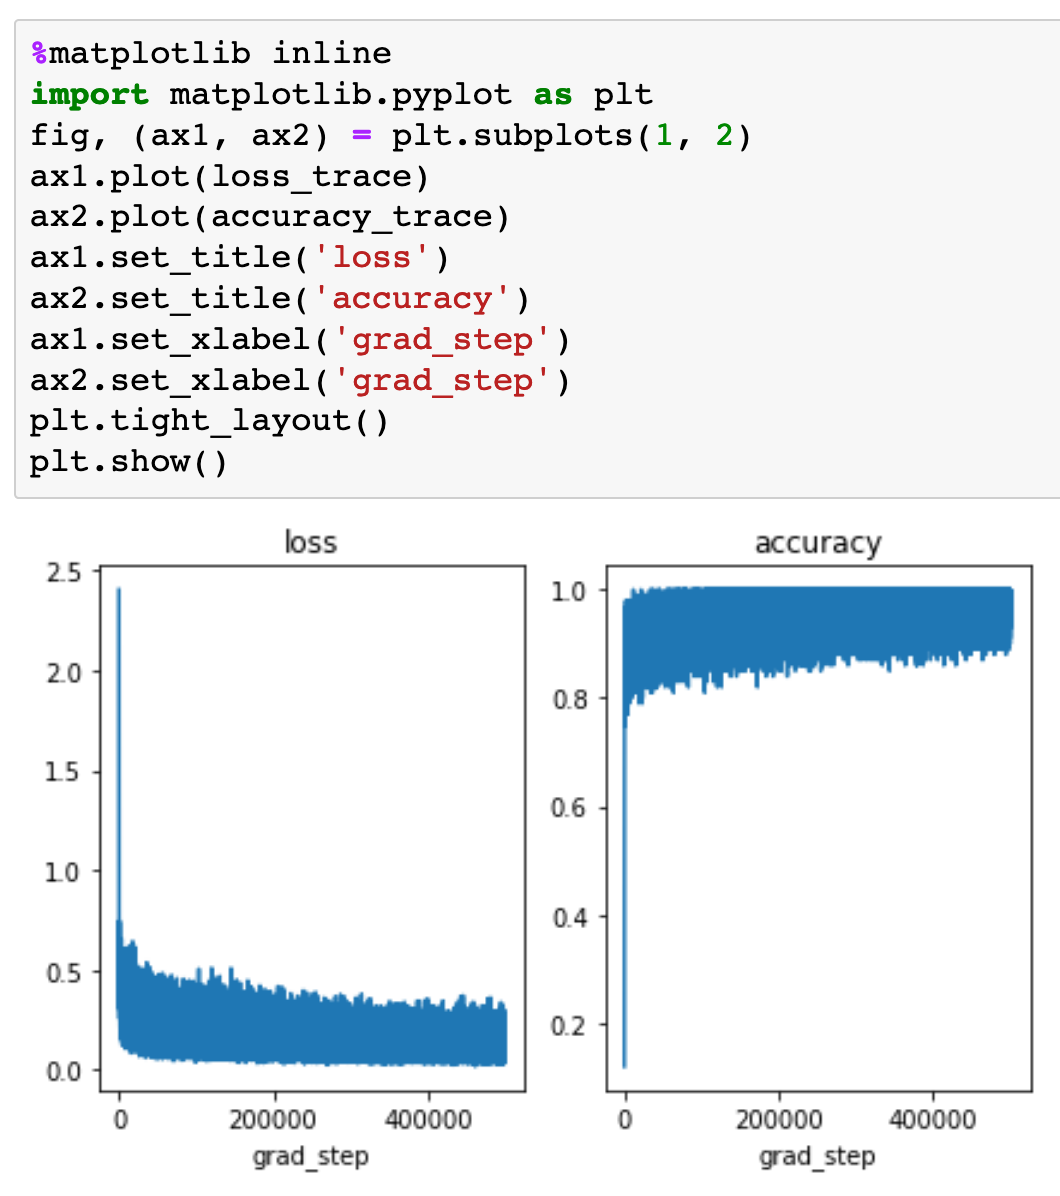 %matplotlib inline
import matplotlib.pyplot as plt
fig, (ax1, ax2) = plt.subplots(1, 2)
ax1.plot(loss_trace)
ax2.plot(accuracy_trace)
ax1.set_title('loss')
ax2.set_title('accuracy')
ax1.set_xlabel('grad_step')
ax2.set_xlabel('grad_step')
plt.tight_layout()
plt.show()
loss
2.5
2.0
1.5
1.0
0.5
0.0
0 200000 400000
grad_step
accuracy
1.0
0.8
0.6
0.4
0.2
0 200000 400000
grad_step